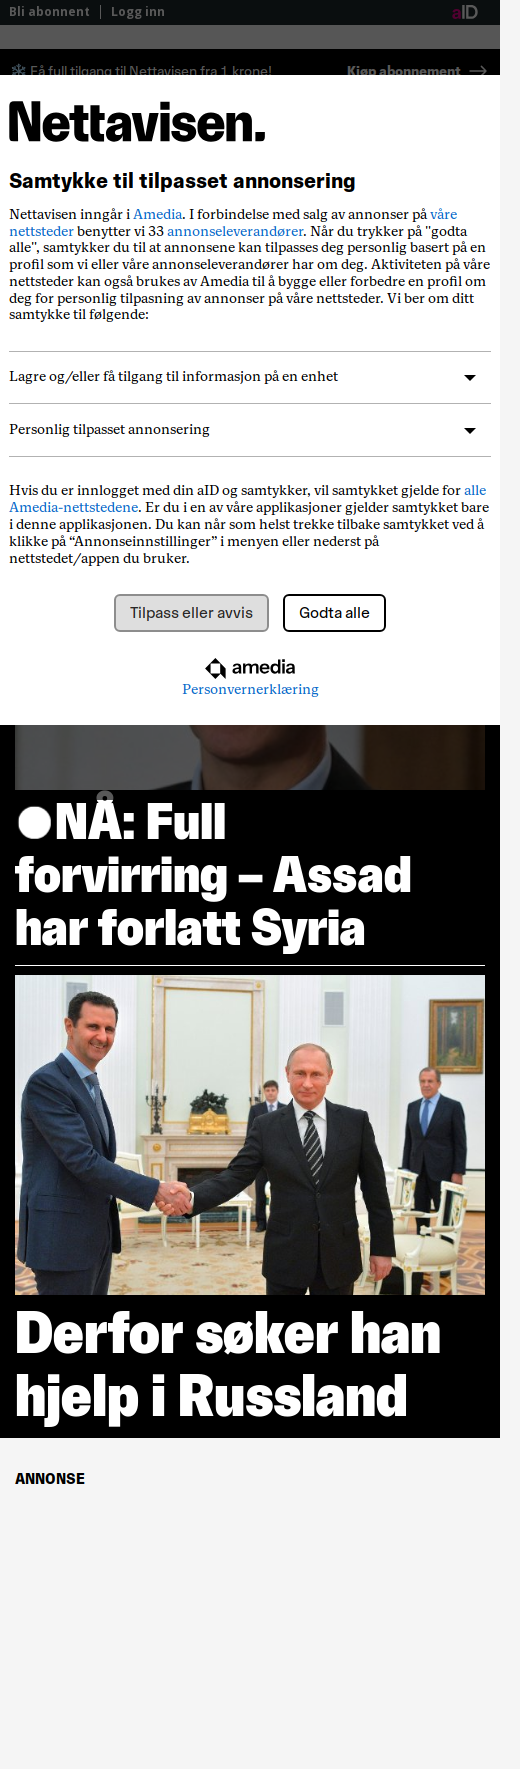 Bli abonnent | Logg inn
aID
Få full tilgang til Nettavisen fra 1 krone!
Kjøp abonnement
Nettavisen.
Samtykke til tilpasset annonsering
Nettavisen inngår i Amedia. I forbindelse med salg av annonser på våre
nettsteder benytter vi 33 annonseleverandører. Når du trykker på "godta
alle", samtykker du til at annonsene kan tilpasses deg personlig basert på en
profil som vi eller våre annonseleverandører har om deg. Aktiviteten på våre
nettsteder kan også brukes av Amedia til å bygge eller forbedre en profil om
deg for personlig tilpasning av annonser på våre nettsteder. Vi ber om ditt
samtykke til følgende:
Lagre og/eller få tilgang til informasjon på en enhet
Personlig tilpasset annonsering
Hvis du er innlogget med din aID og samtykker, vil samtykket gjelde for alle
Amedia-nettstedene. Er du i en av våre applikasjoner gjelder samtykket bare
i denne applikasjonen. Du kan når som helst trekke tilbake samtykket ved å
klikke på “Annonseinnstillinger” i menyen eller nederst på
nettstedet/appen du bruker.
Tilpass eller avvis
Godta alle
amedia
Personvernerklæring
NÅ: Full
forvirring – Assad
har forlatt Syria
Derfor søker han
hjelp i Russland
ANNONSE